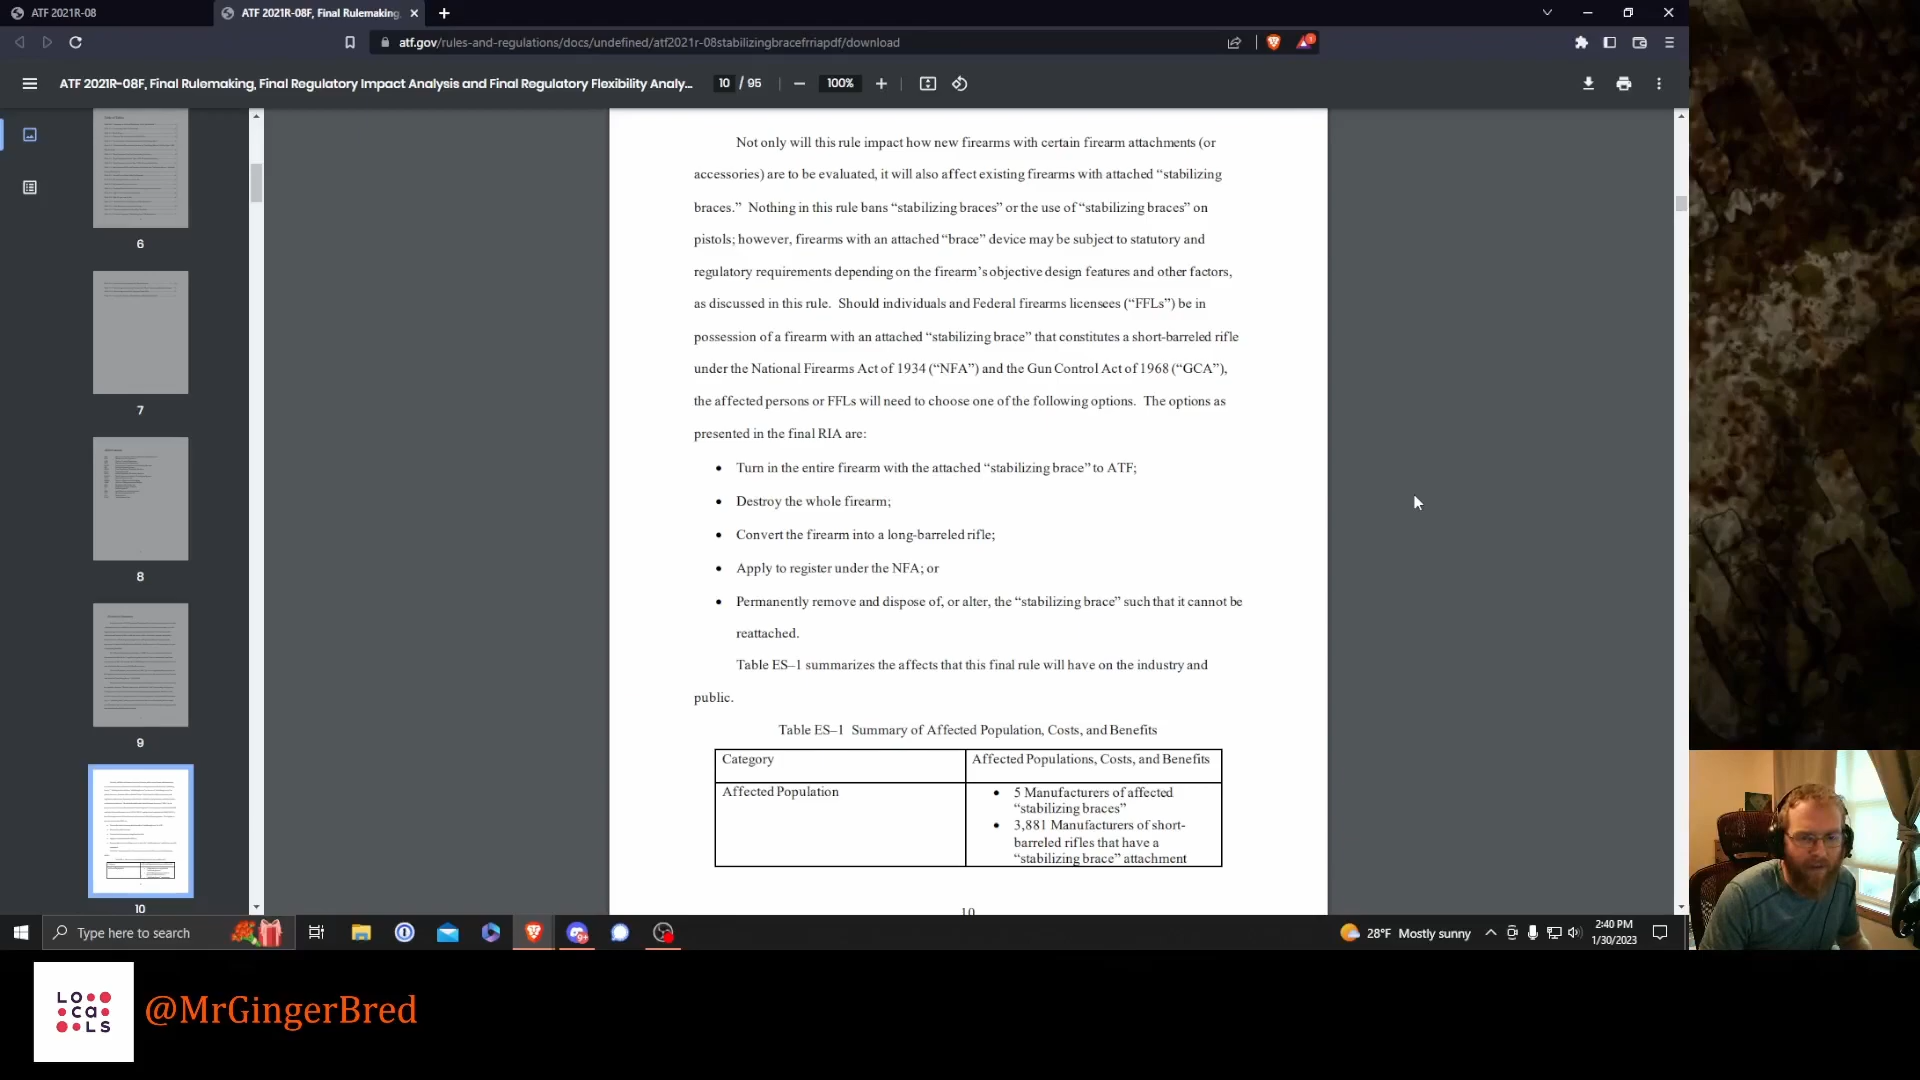 ATF 2021R-08
ATF 2021R-08F, Final Rulemaking,
atf.gov/rules-and-regulations/docs/undefined/atf2021r-08stabilizingbracefrriapdf/download
1
ATF 2021R-08F, Final Rulemaking, Final Regulatory Impact Analysis and Final Regulatory Flexibility Analy...
10 / 95
100%
6
7
8
9
10
Not only will this rule impact how new firearms with certain firearm attachments (or
accessories) are to be evaluated, it will also affect existing firearms with attached “stabilizing
braces.” Nothing in this rule bans “stabilizing braces” or the use of “stabilizing braces” on
pistols; however, firearms with an attached “brace” device may be subject to statutory and
regulatory requirements depending on the firearm’s objective design features and other factors,
as discussed in this rule. Should individuals and Federal firearms licensees (“FFLs”) be in
possession of a firearm with an attached “stabilizing brace” that constitutes a short-barreled rifle
under the National Firearms Act of 1934 (“NFA”) and the Gun Control Act of 1968 (“GCA”),
the affected persons or FFLs will need to choose one of the following options. The options as
presented in the final RIA are:
• Turn in the entire firearm with the attached “stabilizing brace” to ATF;
• Destroy the whole firearm;
• Convert the firearm into a long-barreled rifle;
• Apply to register under the NFA; or
• Permanently remove and dispose of, or alter, the “stabilizing brace” such that it cannot be
reattached.
Table ES–1 summarizes the affects that this final rule will have on the industry and
public.
Table ES–1 Summary of Affected Population, Costs, and Benefits
Category
Affected Populations, Costs, and Benefits
Affected Population
• 5 Manufacturers of affected
“stabilizing braces”
• 3,881 Manufacturers of short-
barreled rifles that have a
“stabilizing brace” attachment
10
Type here to search
28°F Mostly sunny
2:40 PM
1/30/2023
LO
ca
LS
@MrGingerBred